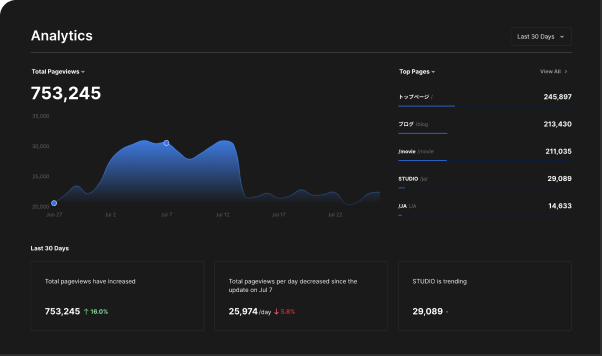 Analytics
Last 30 Days
Total Pageviews
753,245
35,000
30,000
25,000
20,000
Jun 27
Jul 2
Jul 7
Jul 12
Jul 17
Jul 22
Top Pages
View All
トップページ /
245,897
ブログ /blog
213,430
/movie /movie
211,035
STUDIO
29,089
/JA /JA
14,633
Last 30 Days
Total pageviews have increased
753,245 ↑ 16.0%
Total pageviews per day decreased since the
update on Jul 7
25,974 /day ↓ 5.8%
STUDIO is trending
29,089 -